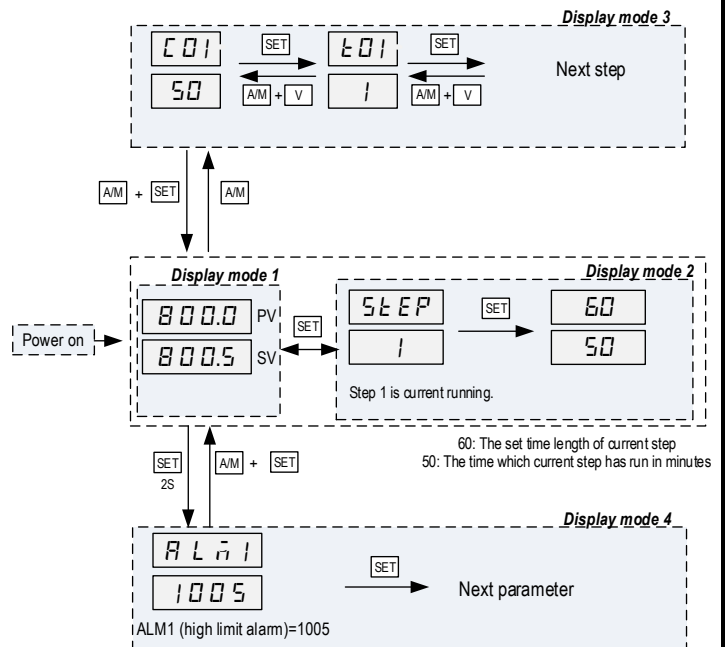 Display mode 3
C01 SET t01 SET
Next step
50 A/M + V 1 A/M + V
A/M + SET A/M
Display mode 1 Display mode 2
800.0 PV SET StEP SET 60
Power on
800.5 SV 1 50
Step 1 is current running.
60: The set time length of current step
50: The time which current step has run in minutes
SET A/M + SET
2S
Display mode 4
ALM1 SET
1005 Next parameter
ALM1 (high limit alarm)=1005